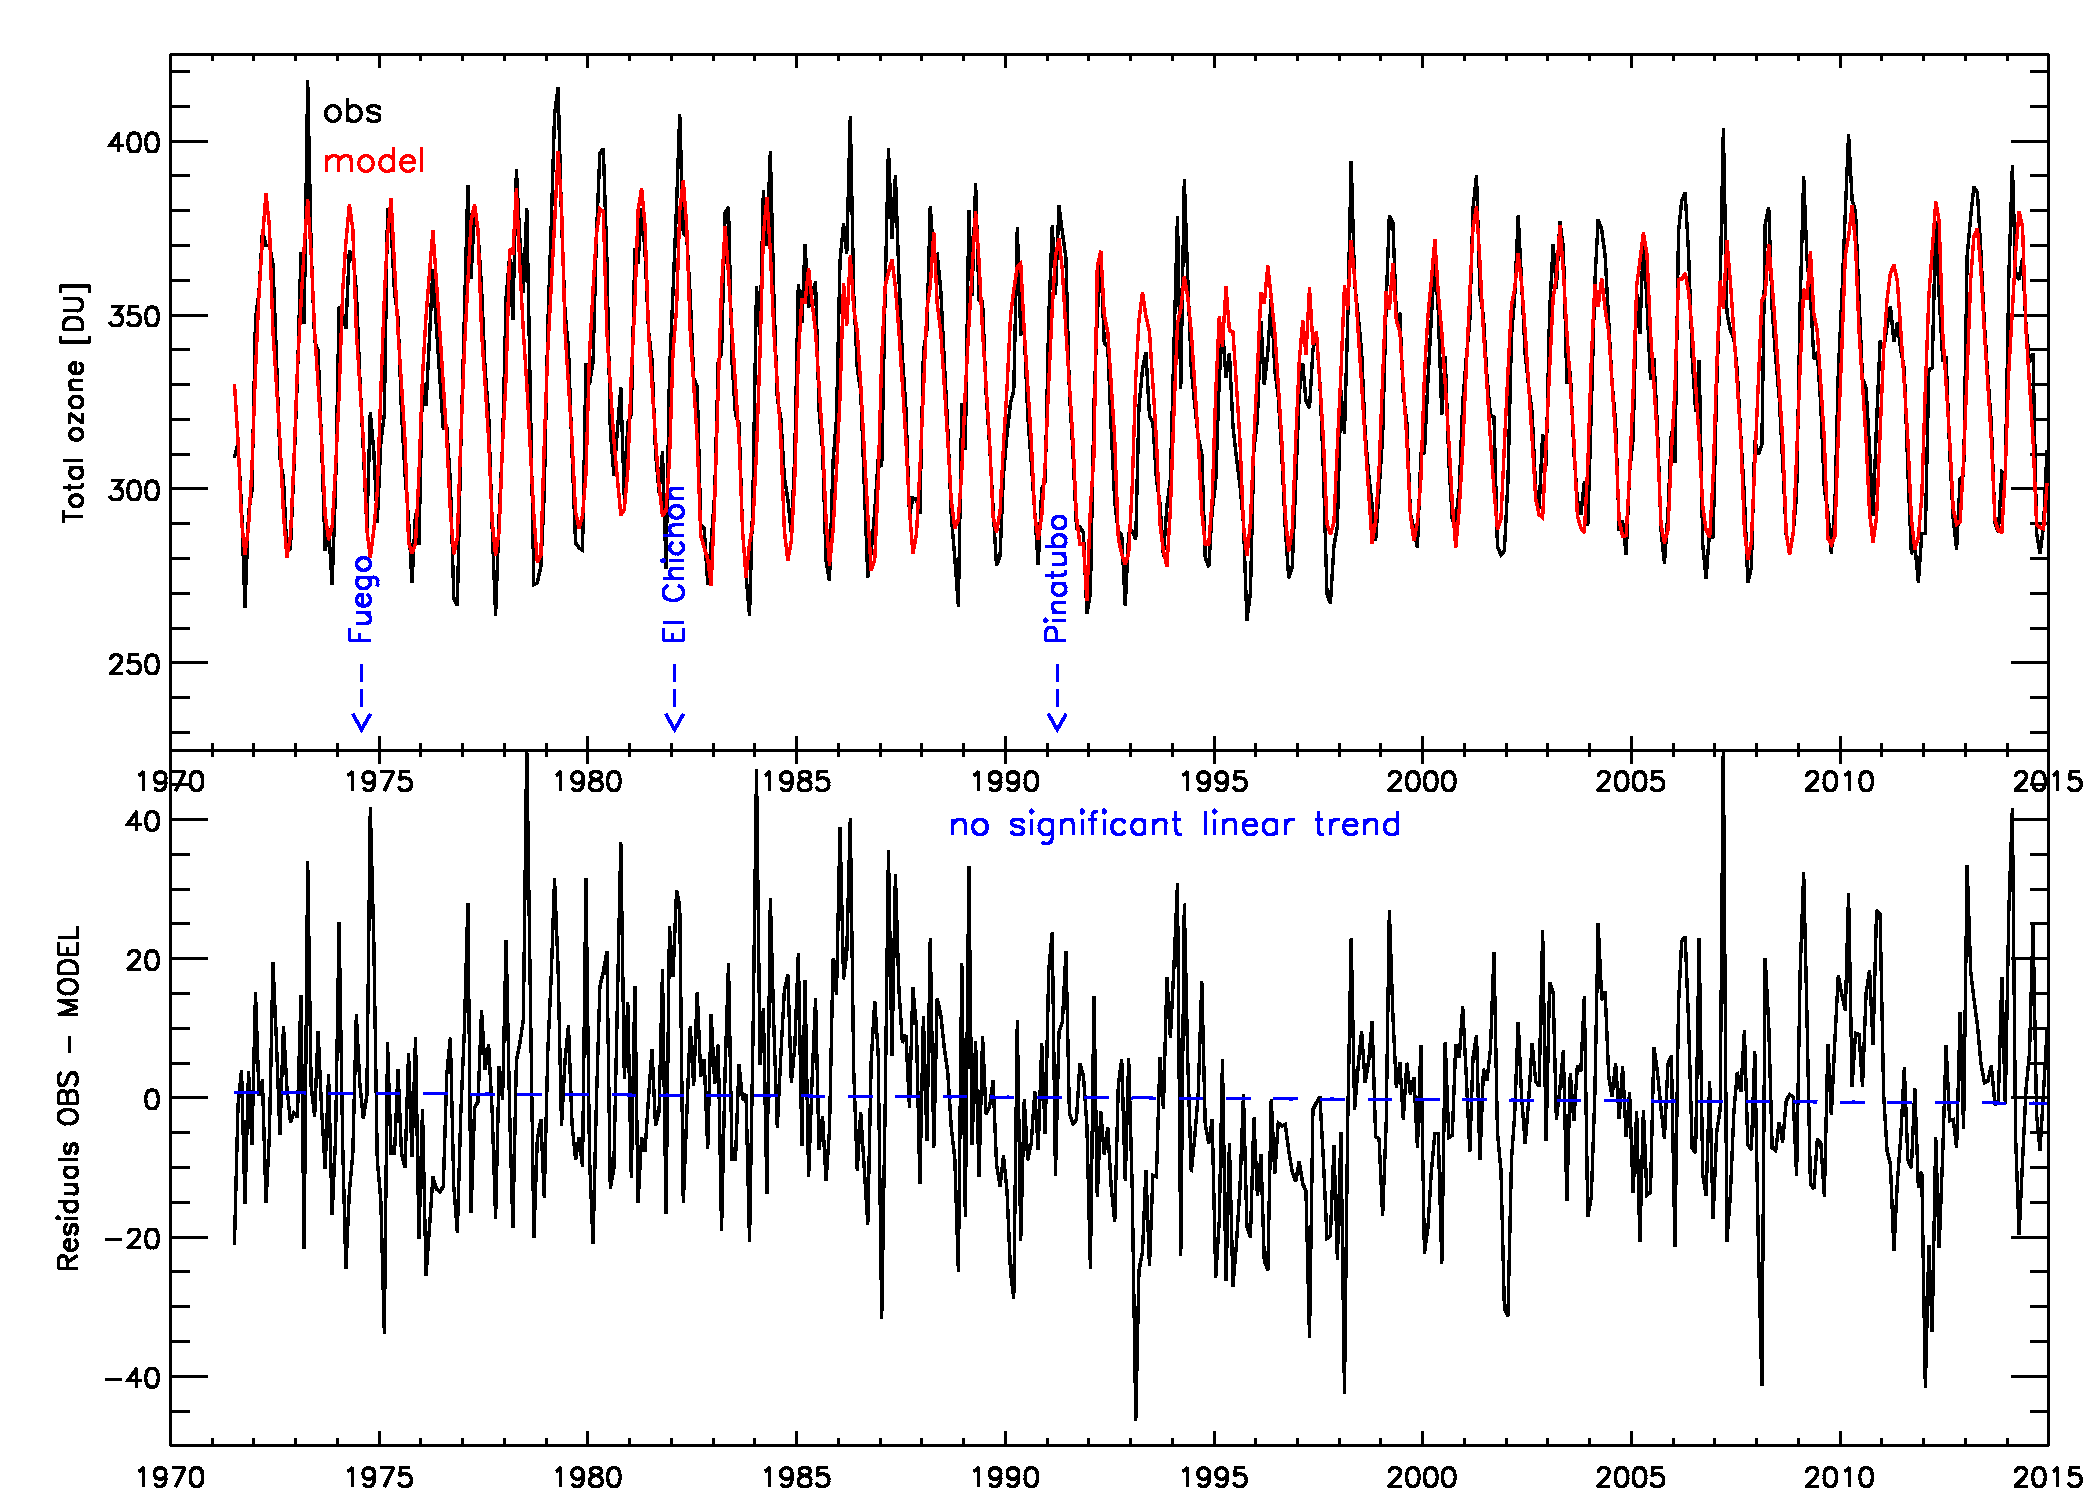 obs
model
400
350
300
250
Total ozone [DU]
Fuego
El Chichon
Pinatubo
1970 1975 1980 1985 1990 1995 2000 2005 2010 2015
no significant linear trend
40
20
0
−20
−40
Residuals OBS − MODEL
1970 1975 1980 1985 1990 1995 2000 2005 2010 2015